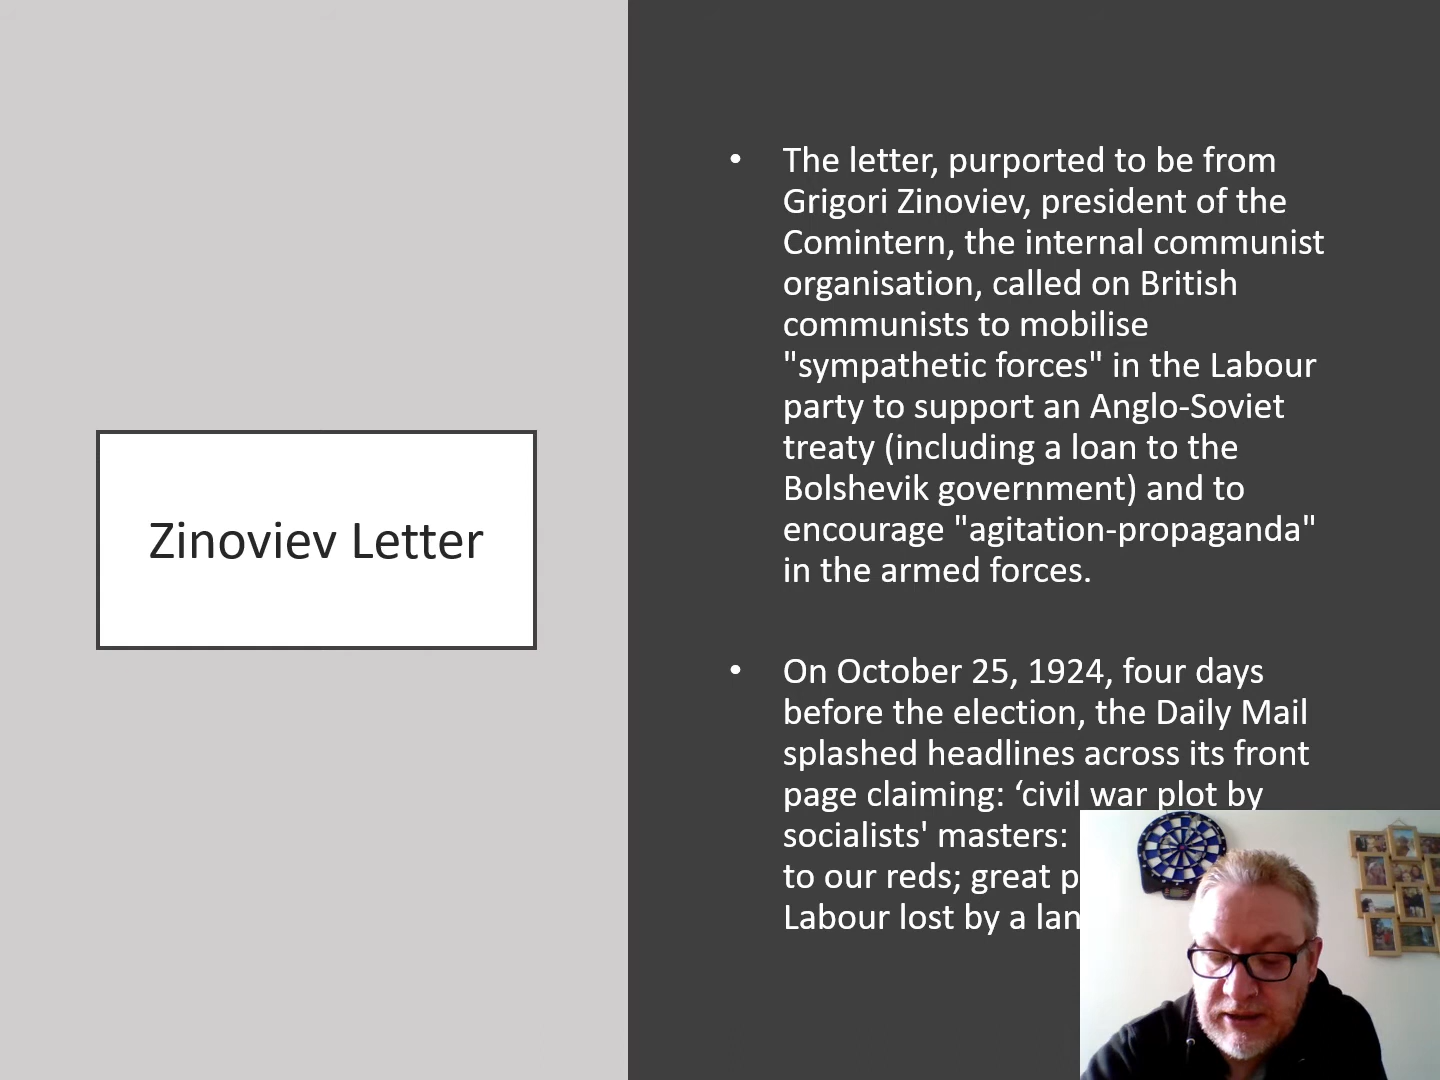 Zinoviev Letter
• The letter, purported to be from
Grigori Zinoviev, president of the
Comintern, the internal communist
organisation, called on British
communists to mobilise
"sympathetic forces" in the Labour
party to support an Anglo-Soviet
treaty (including a loan to the
Bolshevik government) and to
encourage "agitation-propaganda"
in the armed forces.
• On October 25, 1924, four days
before the election, the Daily Mail
splashed headlines across its front
page claiming: ‘civil war plot by
socialists' masters:
to our reds; great
Labour lost by a